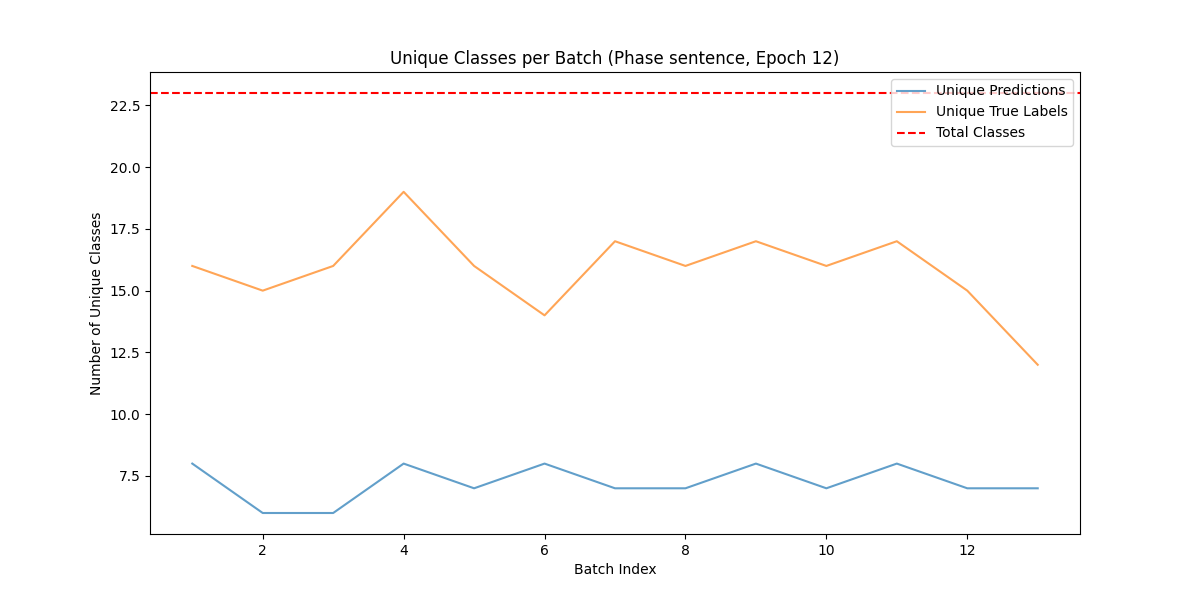 Unique Classes per Batch (Phase sentence, Epoch 12)
Unique Predictions
Unique True Labels
Total Classes
Number of Unique Classes
22.5
20.0
17.5
15.0
12.5
10.0
7.5
2 4 6 8 10 12
Batch Index